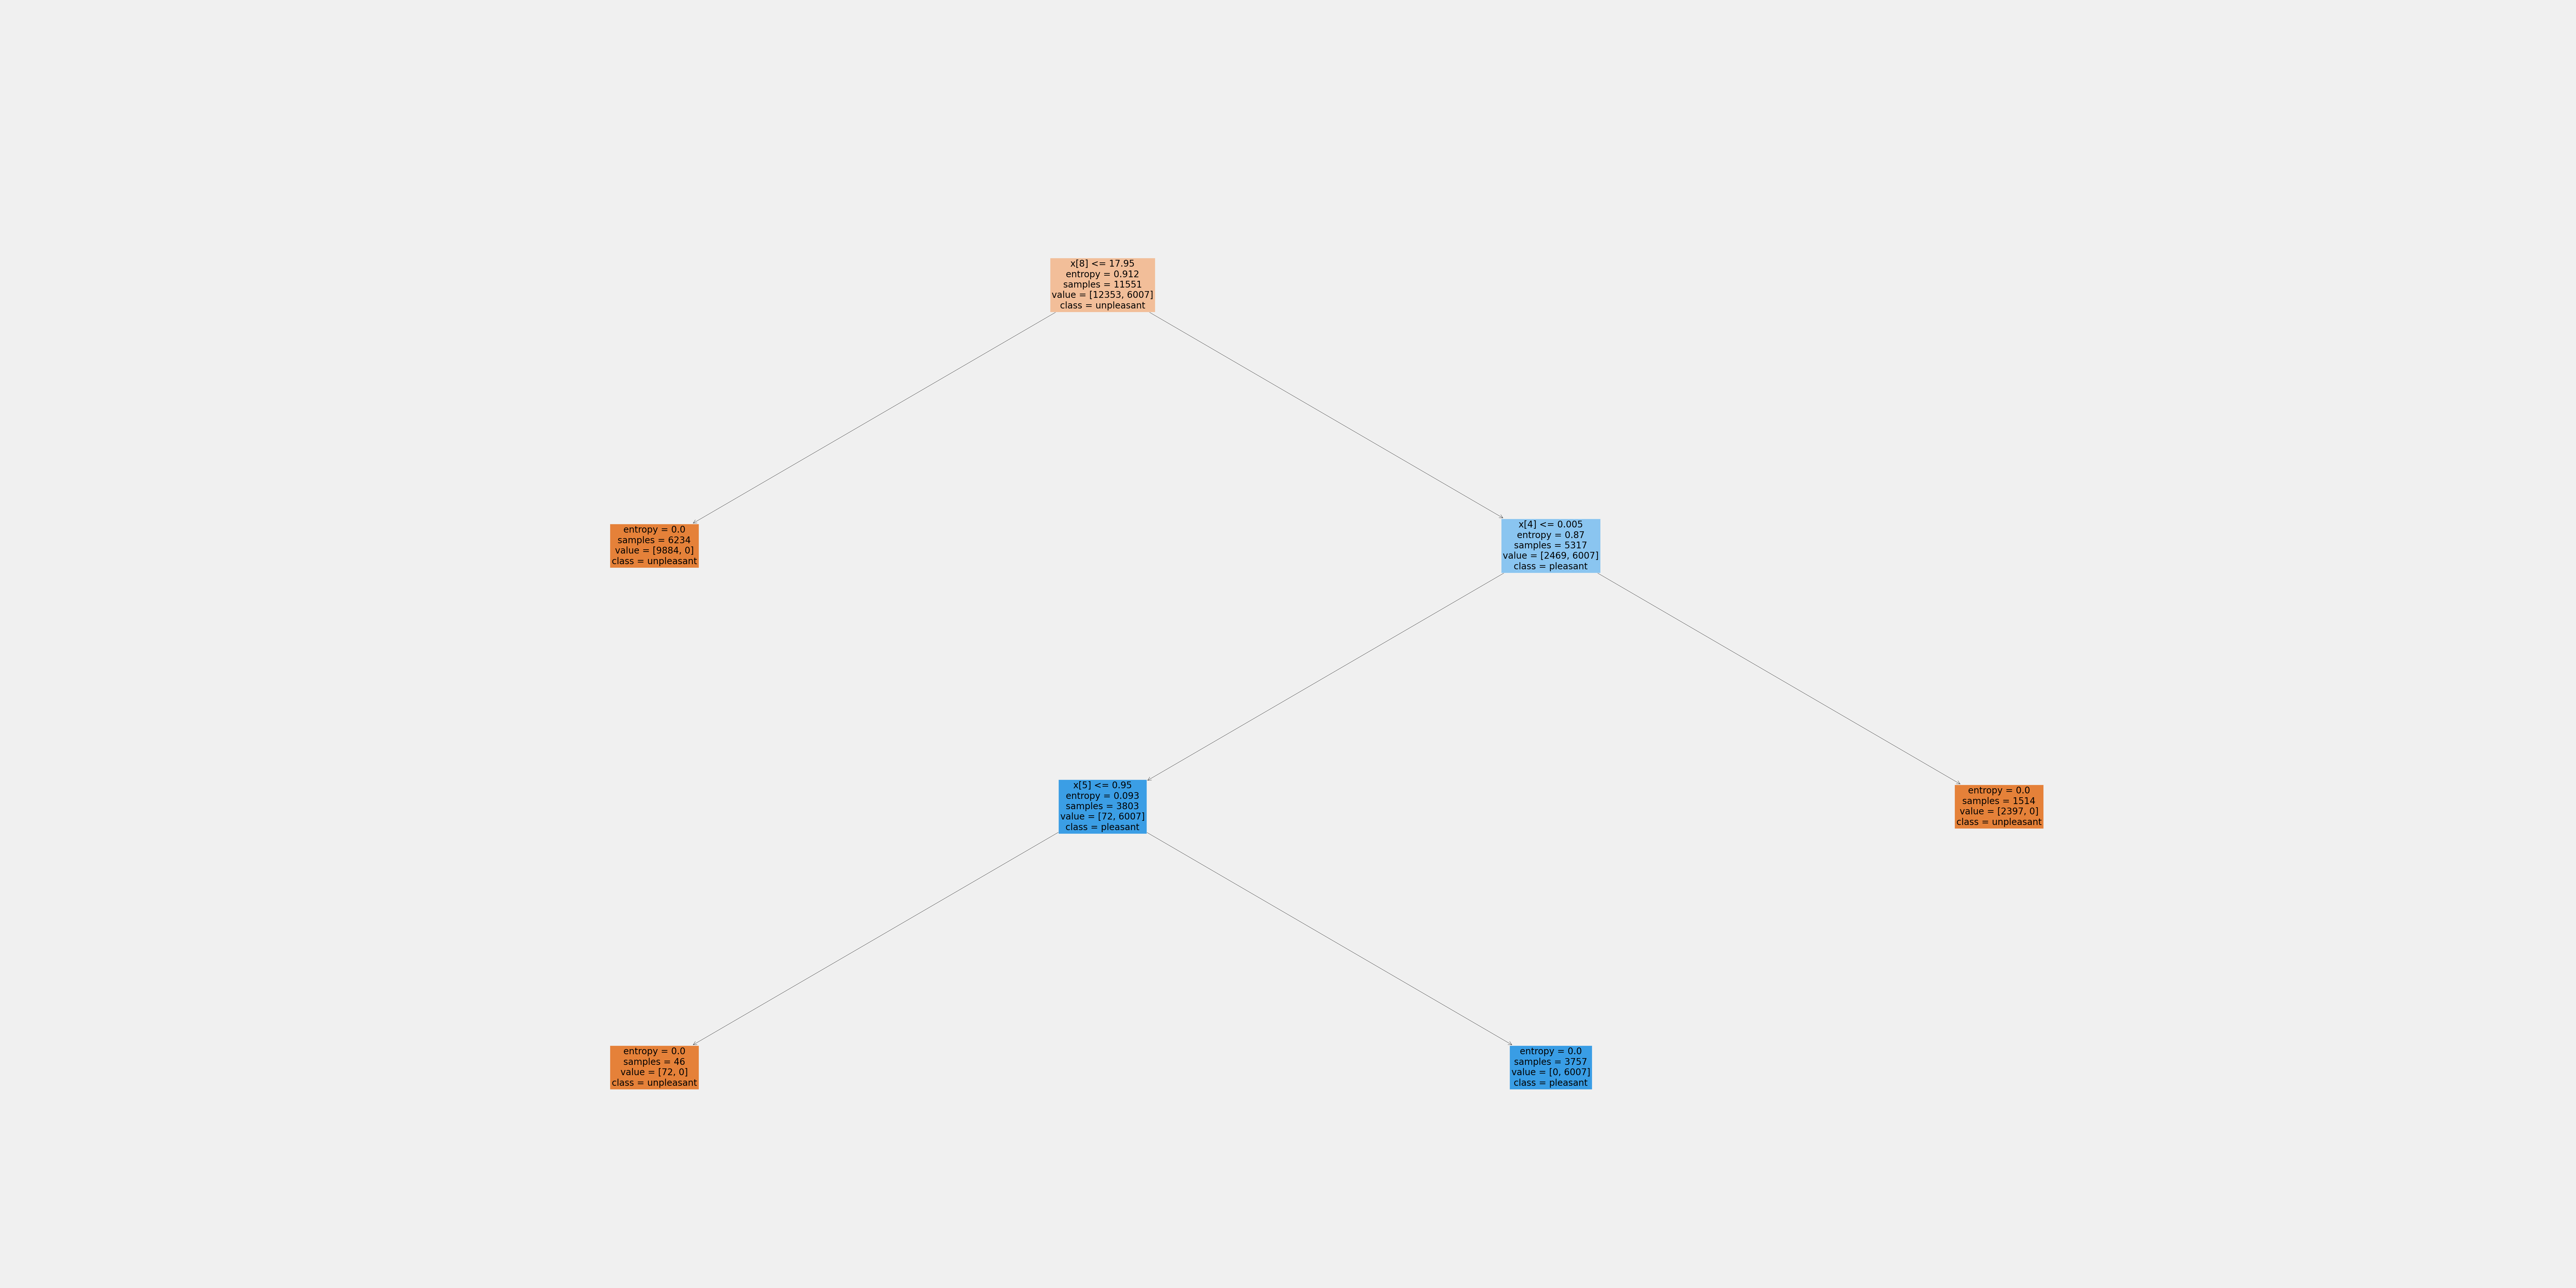 x[8] <= 17.95
entropy = 0.912
samples = 11551
value = [12353, 6007]
class = unpleasant
entropy = 0.0
samples = 6234
value = [9884, 0]
class = unpleasant
x[4] <= 0.005
entropy = 0.87
samples = 5317
value = [2469, 6007]
class = pleasant
x[5] <= 0.95
entropy = 0.093
samples = 3803
value = [72, 6007]
class = pleasant
entropy = 0.0
samples = 1514
value = [2397, 0]
class = unpleasant
entropy = 0.0
samples = 46
value = [72, 0]
class = unpleasant
entropy = 0.0
samples = 3757
value = [0, 6007]
class = pleasant